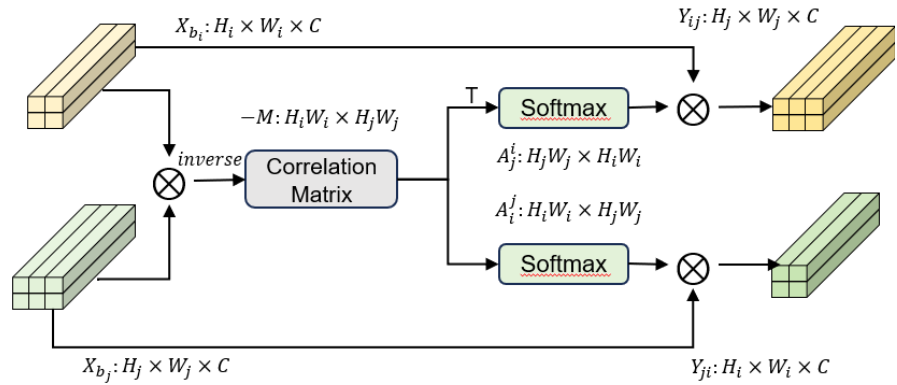 X_{b_i}: H_i × W_i × C
Y_{ij}: H_j × W_j × C
T
Softmax
−M: H_iW_i × H_jW_j
inverse
Correlation
Matrix
A_j^i: H_jW_j × H_iW_i
A_i^j: H_iW_i × H_jW_j
Softmax
X_{b_j}: H_j × W_j × C
Y_{ji}: H_i × W_i × C